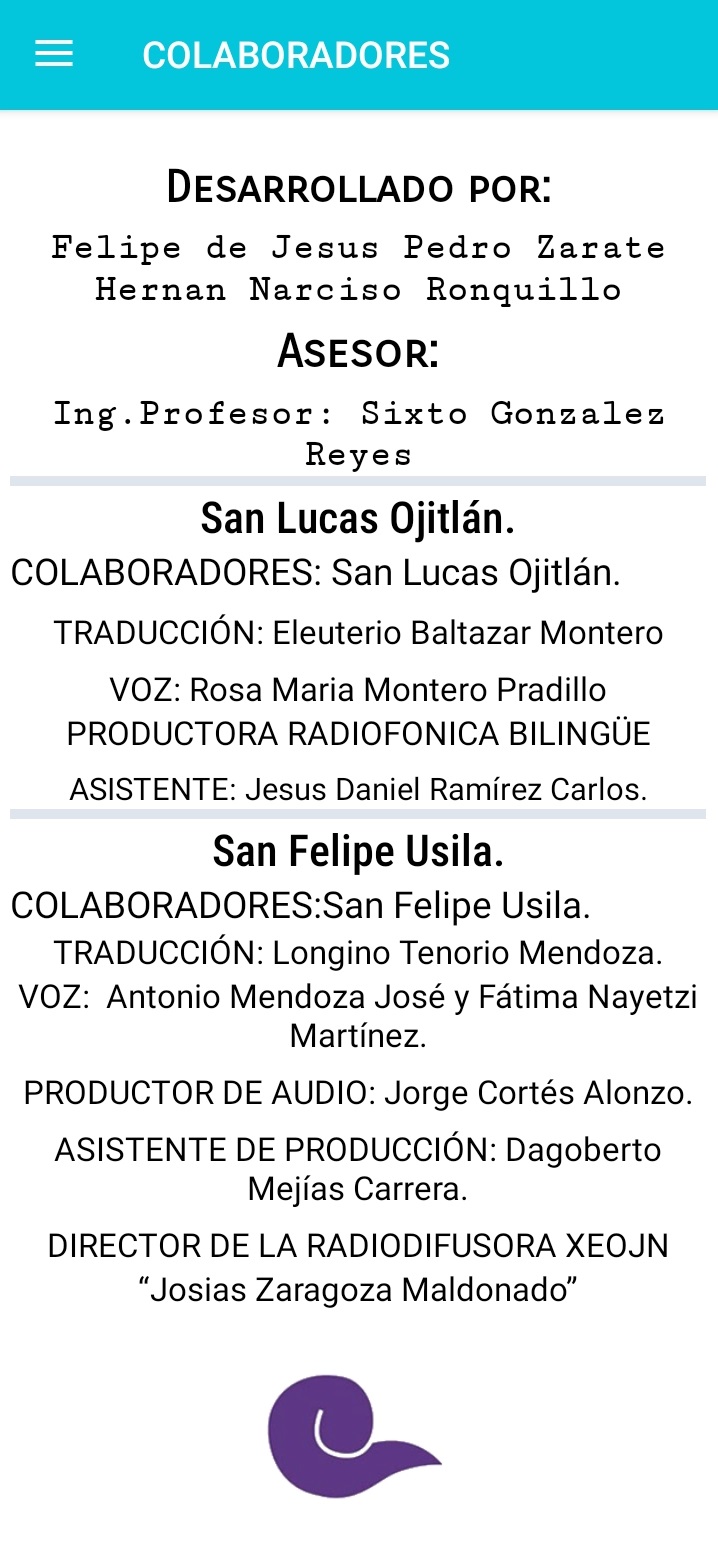 COLABORADORES
Desarrollado por:
Felipe de Jesus Pedro Zarate
Hernan Narciso Ronquillo
Asesor:
Ing.Profesor: Sixto Gonzalez
Reyes
San Lucas Ojitlán.
COLABORADORES: San Lucas Ojitlán.
TRADUCCIÓN: Eleuterio Baltazar Montero
VOZ: Rosa Maria Montero Pradillo
PRODUCTORA RADIOFONICA BILINGÜE
ASISTENTE: Jesus Daniel Ramírez Carlos.
San Felipe Usila.
COLABORADORES:San Felipe Usila.
TRADUCCIÓN: Longino Tenorio Mendoza.
VOZ:  Antonio Mendoza José y Fátima Nayetzi
Martínez.
PRODUCTOR DE AUDIO: Jorge Cortés Alonzo.
ASISTENTE DE PRODUCCIÓN: Dagoberto
Mejías Carrera.
DIRECTOR DE LA RADIODIFUSORA XEOJN
“Josias Zaragoza Maldonado”